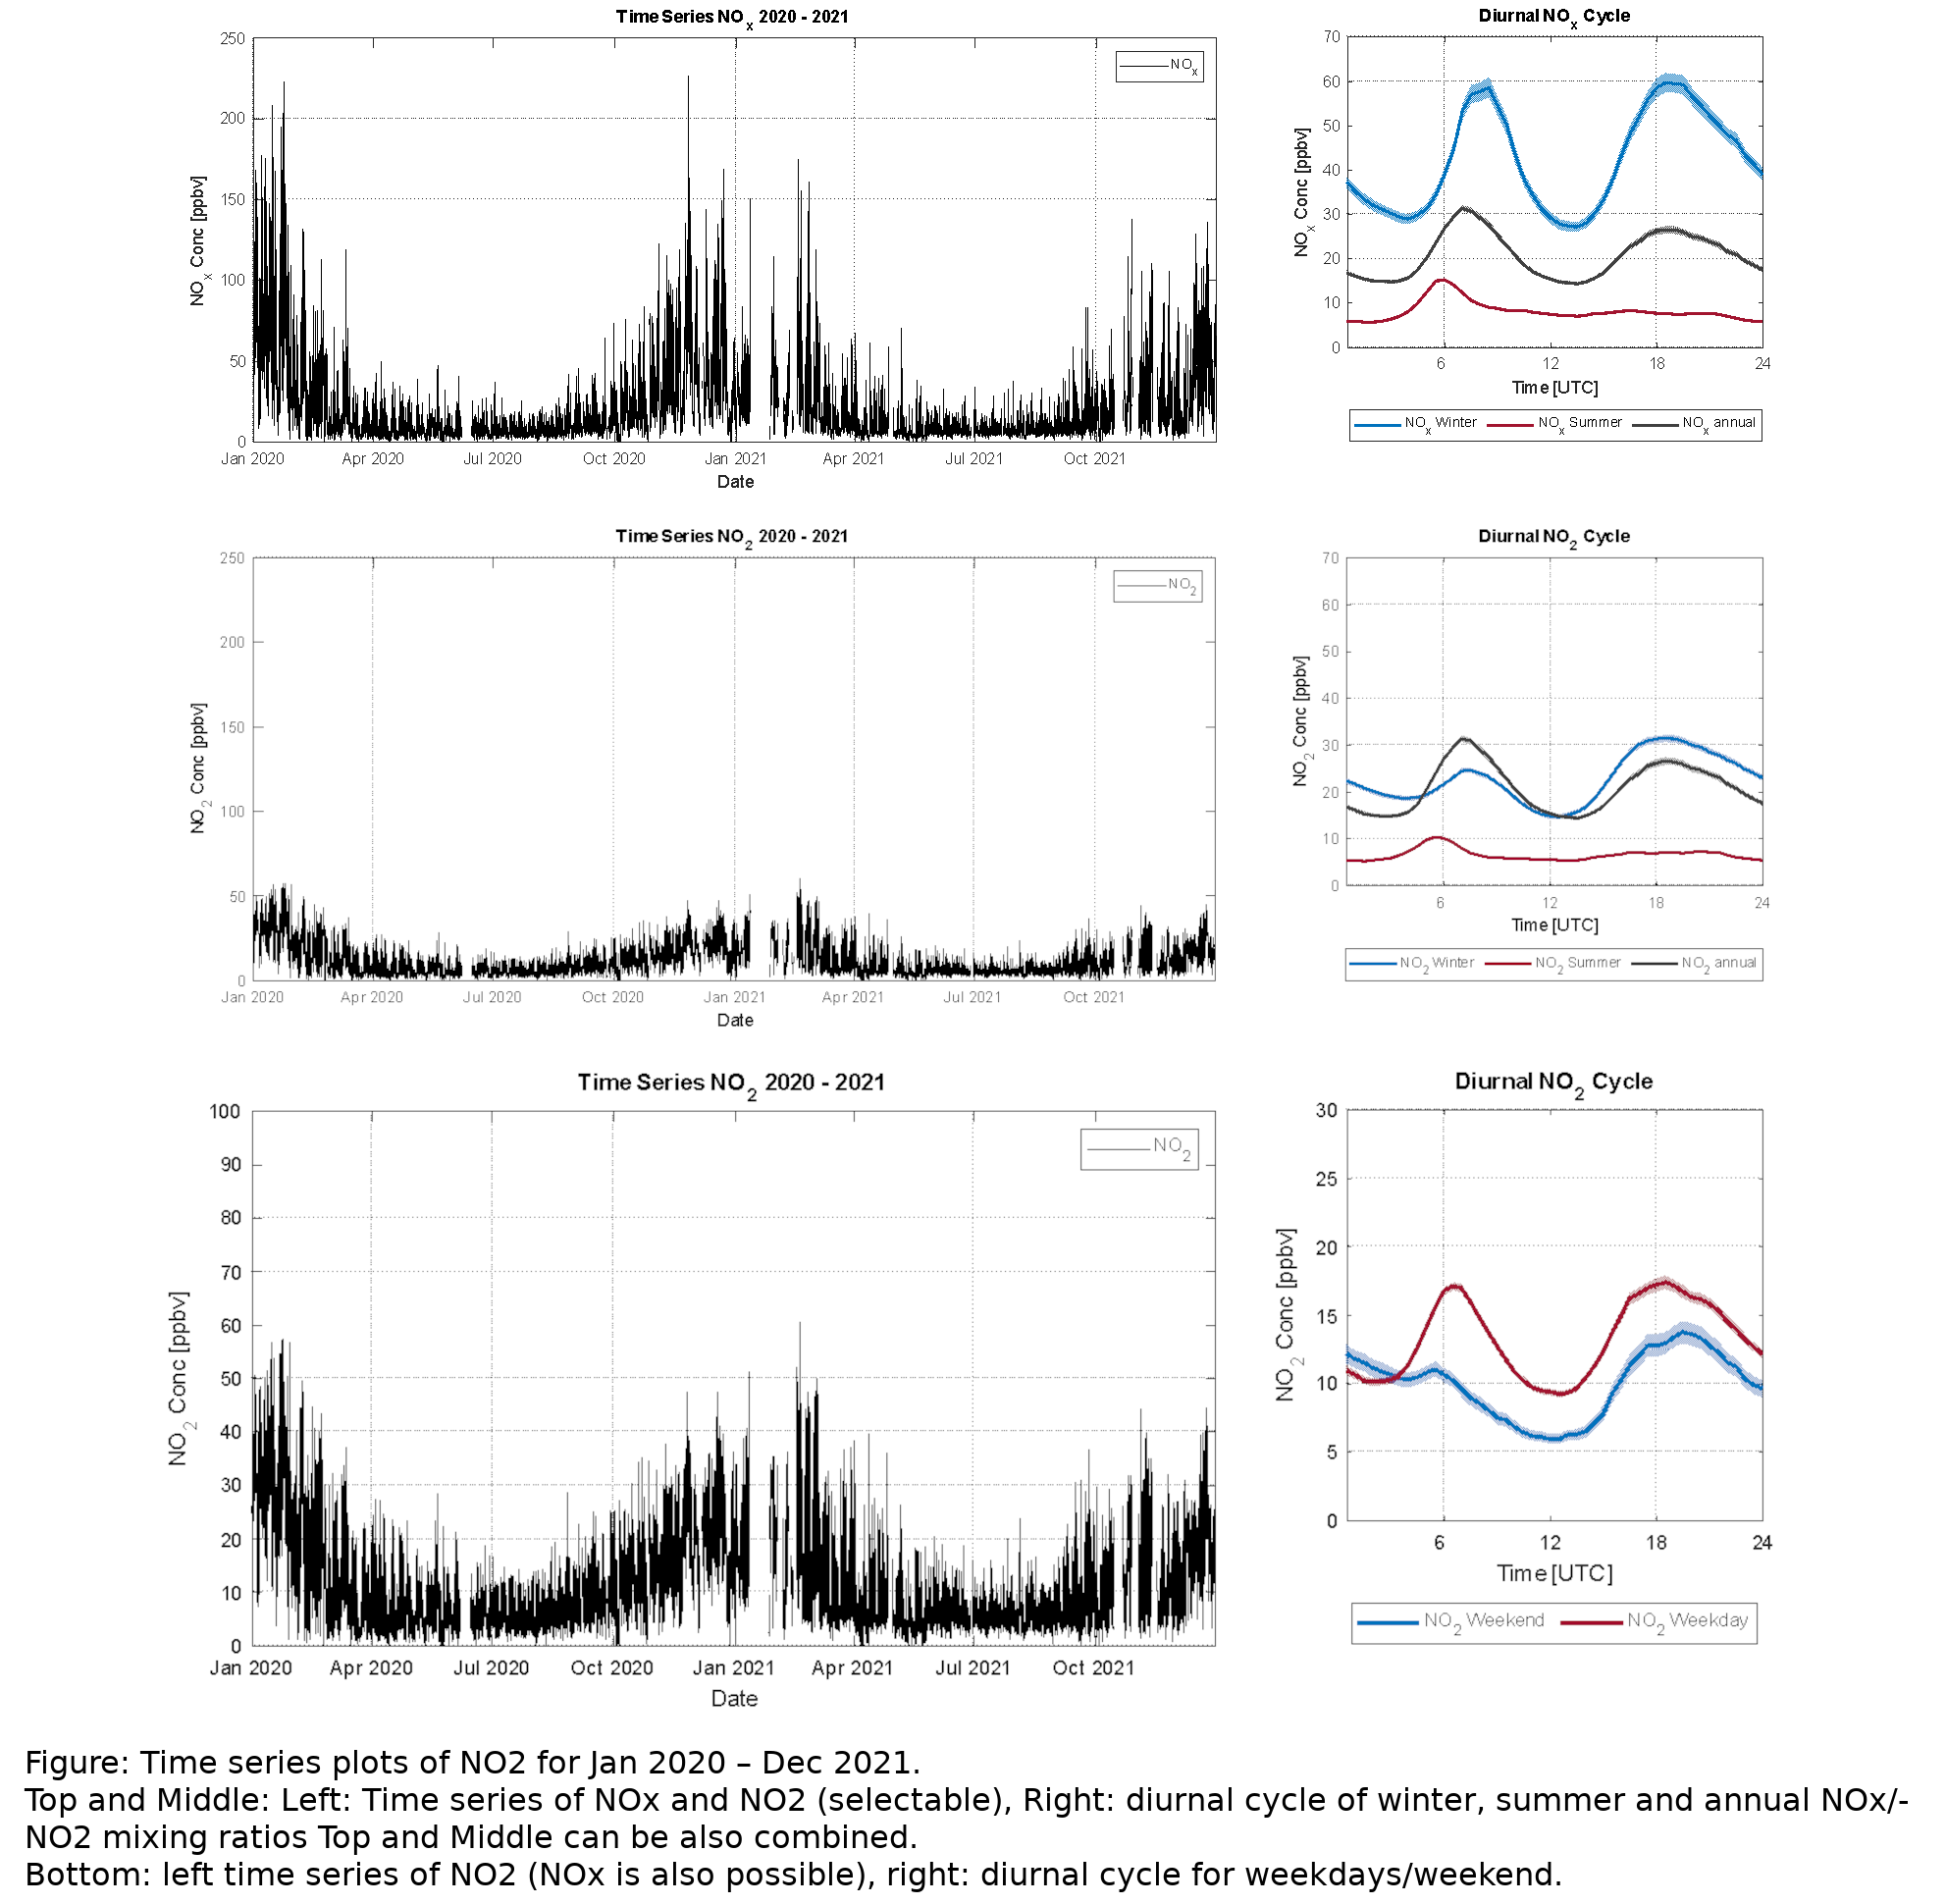 Time Series NOx 2020 - 2021
250
200
150
100
50
0
NOx Conc [ppbv]
NOx
Jan 2020 Apr 2020 Jul 2020 Oct 2020 Jan 2021 Apr 2021 Jul 2021 Oct 2021
Date
Diurnal NOx Cycle
70
60
50
40
30
20
10
0
NOx Conc [ppbv]
6 12 18 24
Time [UTC]
NOx Winter NOx Summer NOx annual
Time Series NO2 2020 - 2021
250
200
150
100
50
0
NO2 Conc [ppbv]
NO2
Jan 2020 Apr 2020 Jul 2020 Oct 2020 Jan 2021 Apr 2021 Jul 2021 Oct 2021
Date
Diurnal NO2 Cycle
70
60
50
40
30
20
10
0
NO2 Conc [ppbv]
6 12 18 24
Time [UTC]
NO2 Winter NO2 Summer NO2 annual
Time Series NO2 2020 - 2021
100
90
80
70
60
50
40
30
20
10
0
NO2 Conc [ppbv]
NO2
Jan 2020 Apr 2020 Jul 2020 Oct 2020 Jan 2021 Apr 2021 Jul 2021 Oct 2021
Date
Diurnal NO2 Cycle
30
25
20
15
10
5
0
NO2 Conc [ppbv]
6 12 18 24
Time [UTC]
NO2 Weekend NO2 Weekday
Figure: Time series plots of NO2 for Jan 2020 – Dec 2021.
Top and Middle: Left: Time series of NOx and NO2 (selectable), Right: diurnal cycle of winter, summer and annual NOx/-
NO2 mixing ratios Top and Middle can be also combined.
Bottom: left time series of NO2 (NOx is also possible), right: diurnal cycle for weekdays/weekend.